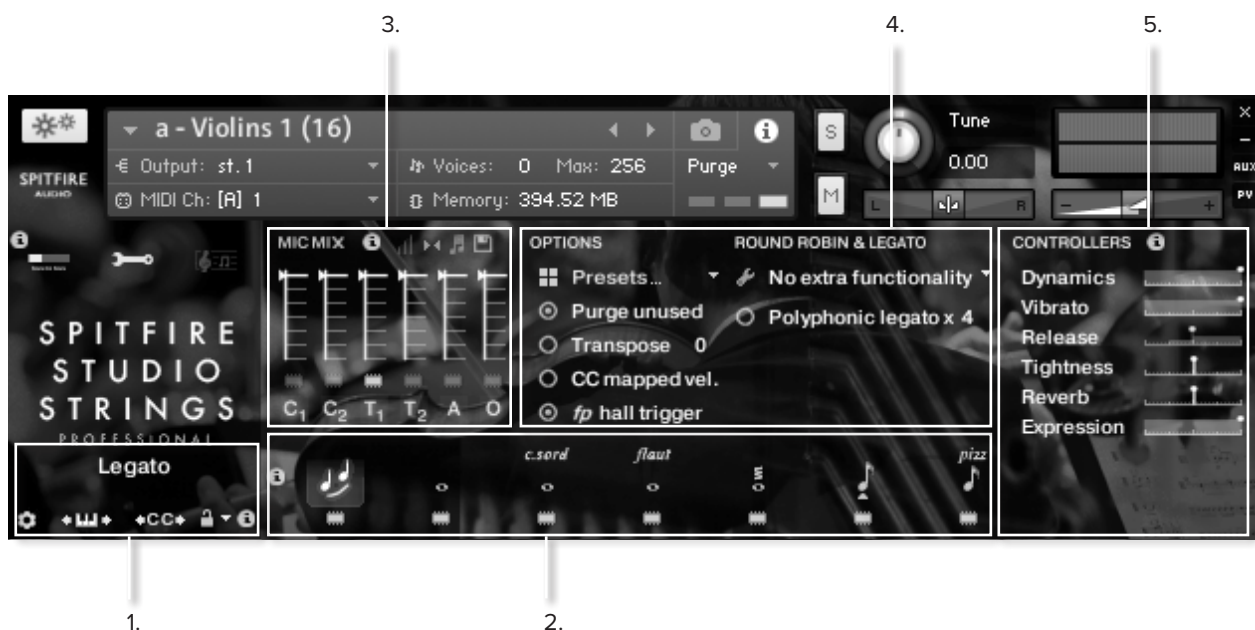 3. 4. 5.
a - Violins 1 (16)
S
Tune
X
-
Output: st.1
Voices: 0 Max: 256
Purge
0.00
AUX
SPITFIRE
AUDIO
MIDI Ch: [A] 1
Memory: 394.52 MB
M
L R
- +
PV
MIC MIX
OPTIONS
ROUND ROBIN & LEGATO
CONTROLLERS
Presets...
No extra functionality
Dynamics
Purge unused
Polyphonic legato x 4
Vibrato
Transpose 0
Release
CC mapped vel.
Tightness
fp hall trigger
Reverb
Expression
C1 C2 T1 T2 A O
SPITFIRE
STUDIO
STRINGS
PROFESSIONAL
Legato
CC
c.sord
flaut
pizz
1. 2.